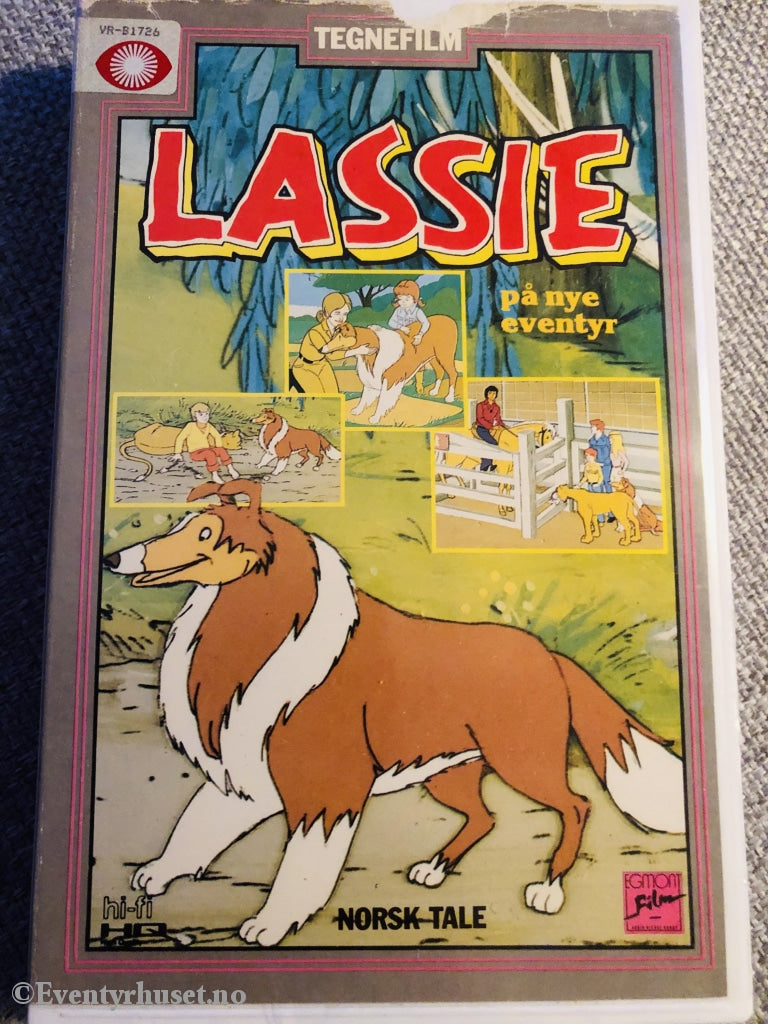 VR-B1726
TEGNEFILM
LASSIE
på nye
eventyr
hi-fi
HQ
NORSK TALE
EGMONT
Film
©Eventyrhuset.no